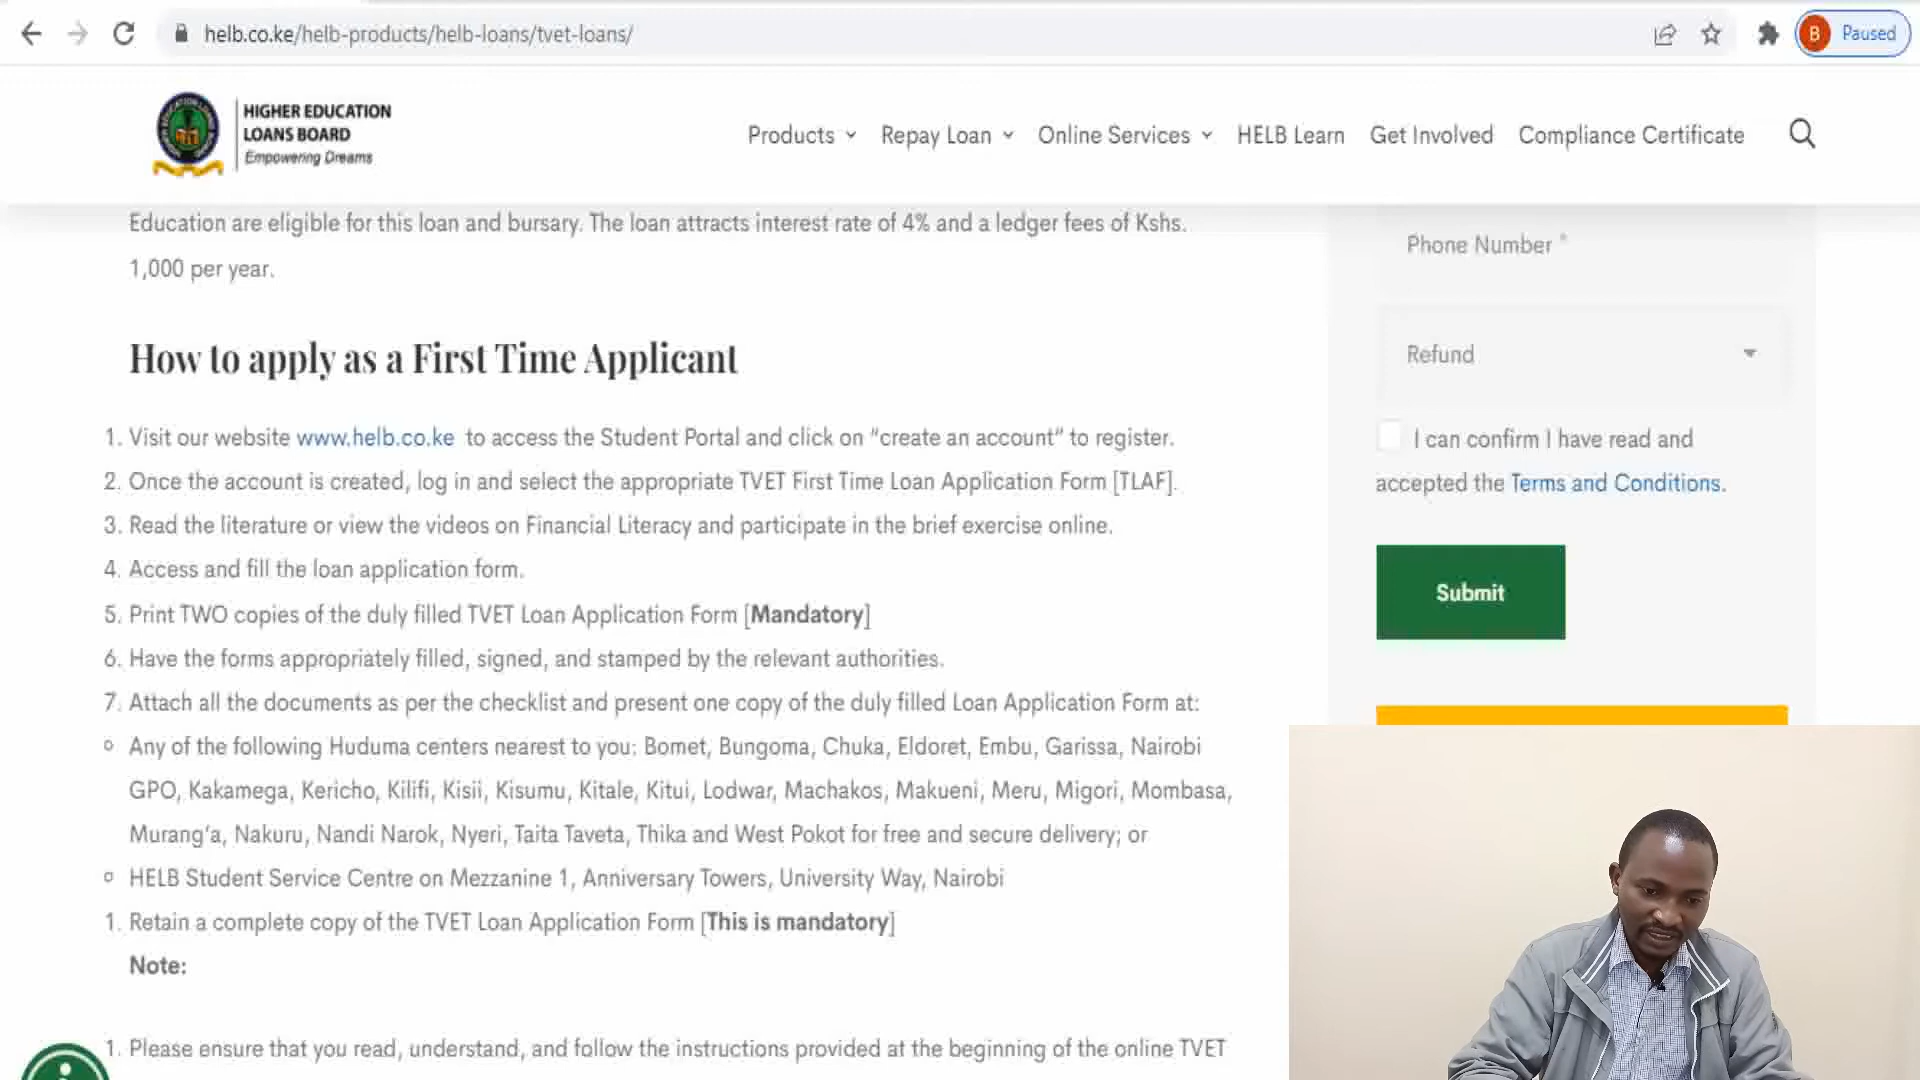 helb.co.ke/helb-products/helb-loans/tvet-loans/
B Paused
HIGHER EDUCATION
LOANS BOARD
Empowering Dreams
Products Repay Loan Online Services HELB Learn Get Involved Compliance Certificate
Education are eligible for this loan and bursary. The loan attracts interest rate of 4% and a ledger fees of Kshs.
1,000 per year.
How to apply as a First Time Applicant
1. Visit our website www.helb.co.ke to access the Student Portal and click on “create an account” to register.
2. Once the account is created, log in and select the appropriate TVET First Time Loan Application Form [TLAF].
3. Read the literature or view the videos on Financial Literacy and participate in the brief exercise online.
4. Access and fill the loan application form.
5. Print TWO copies of the duly filled TVET Loan Application Form [Mandatory]
6. Have the forms appropriately filled, signed, and stamped by the relevant authorities.
7. Attach all the documents as per the checklist and present one copy of the duly filled Loan Application Form at:
Any of the following Huduma centers nearest to you: Bomet, Bungoma, Chuka, Eldoret, Embu, Garissa, Nairobi
GPO, Kakamega, Kericho, Kilifi, Kisii, Kisumu, Kitale, Kitui, Lodwar, Machakos, Makueni, Meru, Migori, Mombasa,
Murang’a, Nakuru, Nandi Narok, Nyeri, Taita Taveta, Thika and West Pokot for free and secure delivery; or
HELB Student Service Centre on Mezzanine 1, Anniversary Towers, University Way, Nairobi
1. Retain a complete copy of the TVET Loan Application Form [This is mandatory]
Note:
1. Please ensure that you read, understand, and follow the instructions provided at the beginning of the online TVET
Phone Number *
Refund
I can confirm I have read and
accepted the Terms and Conditions.
Submit